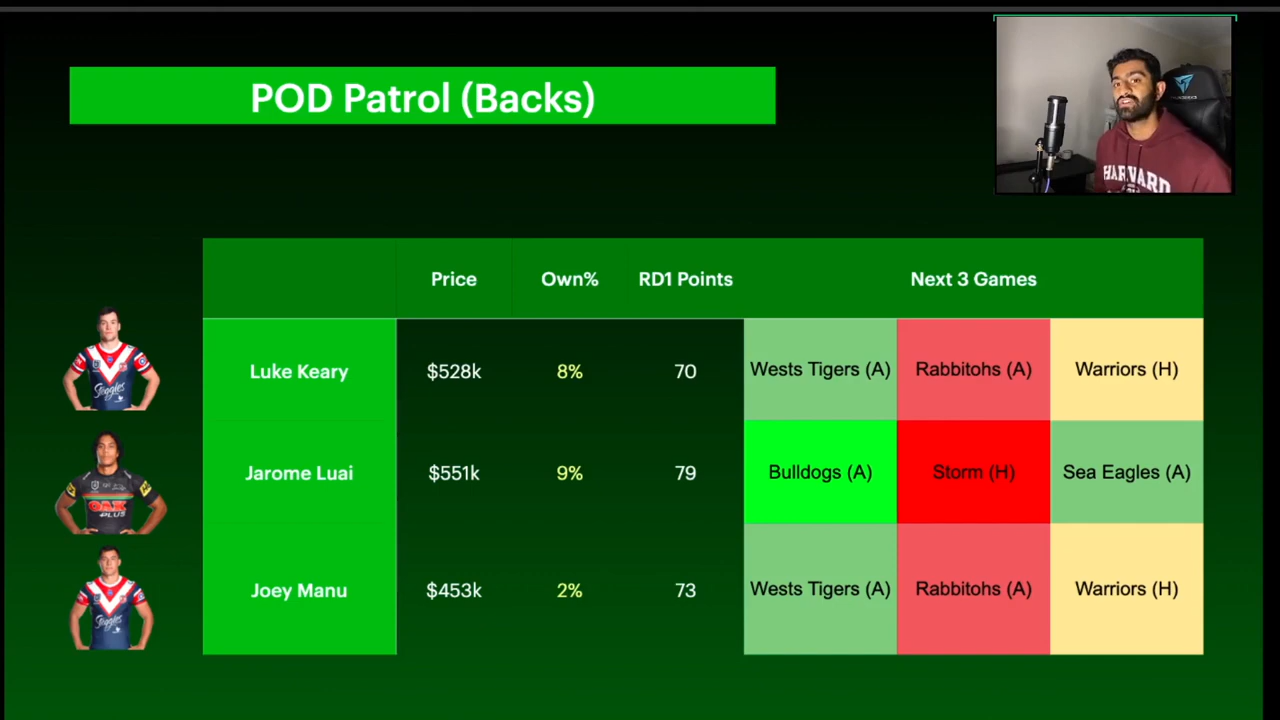 POD Patrol (Backs)
HARVARD
Price Own% RD1 Points Next 3 Games
Luke Keary $528k 8% 70 Wests Tigers (A) Rabbitohs (A) Warriors (H)
Jarome Luai $551k 9% 79 Bulldogs (A) Storm (H) Sea Eagles (A)
OAK
PLUS
Joey Manu $453k 2% 73 Wests Tigers (A) Rabbitohs (A) Warriors (H)